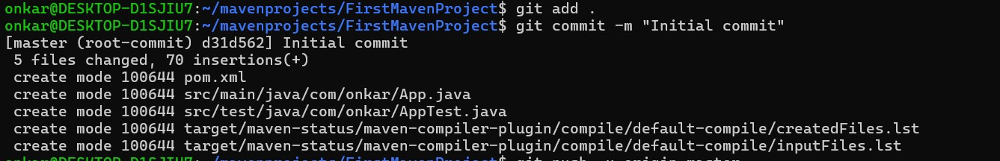 onkar@DESKTOP-D1SJIU7:~/mavenprojects/FirstMavenProject$ git add .
onkar@DESKTOP-D1SJIU7:~/mavenprojects/FirstMavenProject$ git commit -m "Initial commit"
[master (root-commit) d31d562] Initial commit
 5 files changed, 70 insertions(+)
 create mode 100644 pom.xml
 create mode 100644 src/main/java/com/onkar/App.java
 create mode 100644 src/test/java/com/onkar/AppTest.java
 create mode 100644 target/maven-status/maven-compiler-plugin/compile/default-compile/createdFiles.lst
 create mode 100644 target/maven-status/maven-compiler-plugin/compile/default-compile/inputFiles.lst
onkar@DESKTOP-D1SJIU7:~/mavenprojects/FirstMavenProject$ git push -u origin master